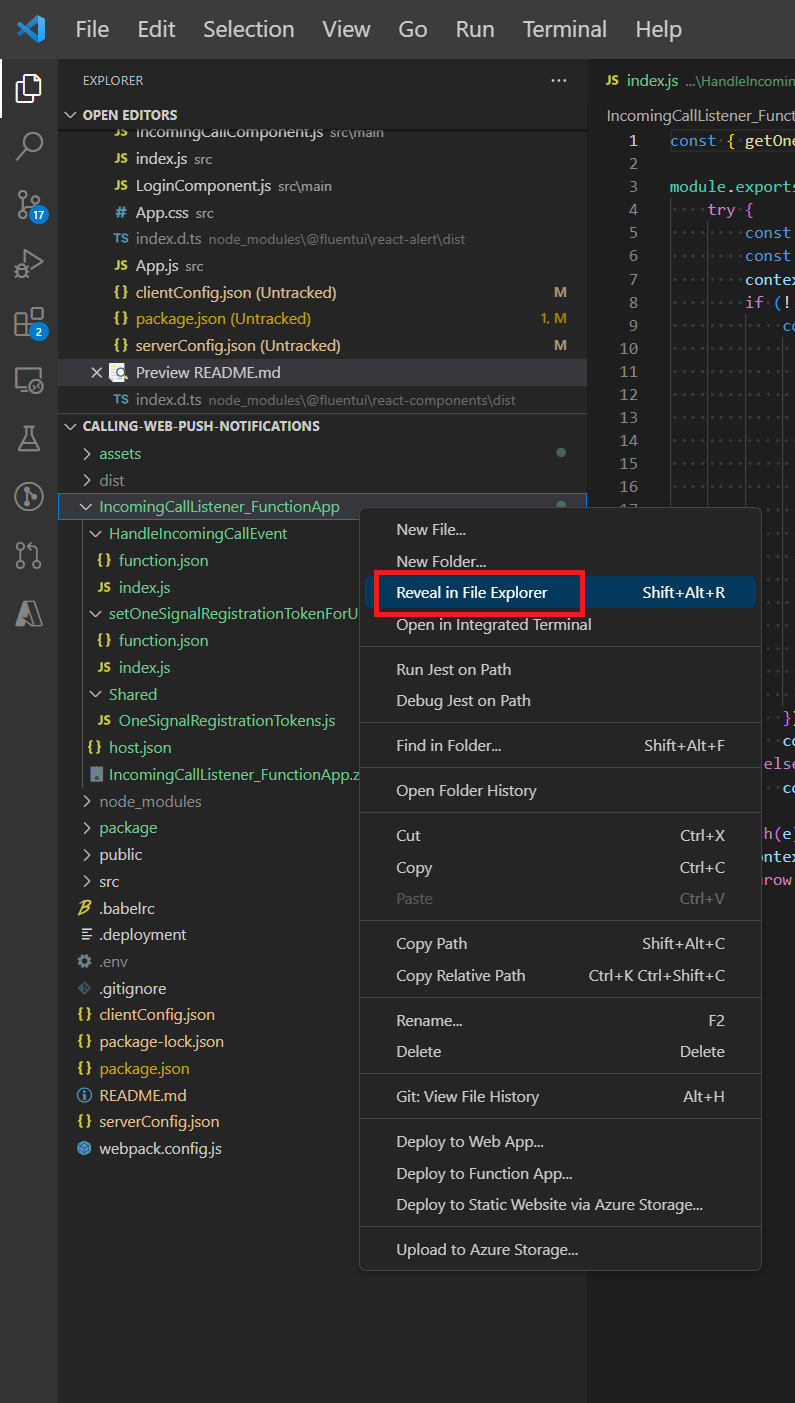 File Edit Selection View Go Run Terminal Help
EXPLORER ···
JS index.js ...\HandleIncomin
OPEN EDITORS
JS IncomingCallComponent.js src\main
JS index.js src
JS LoginComponent.js src\main
# App.css src
TS index.d.ts node_modules\@fluentui\react-alert\dist
JS App.js src
{} clientConfig.json (Untracked) M
{} package.json (Untracked) 1, M
{} serverConfig.json (Untracked) M
Preview README.md
TS index.d.ts node_modules\@fluentui\react-components\dist
CALLING-WEB-PUSH-NOTIFICATIONS
assets
dist
IncomingCallListener_FunctionApp
HandleIncomingCallEvent
{} function.json
JS index.js
setOneSignalRegistrationTokenForU
{} function.json
JS index.js
Shared
JS OneSignalRegistrationTokens.js
{} host.json
IncomingCallListener_FunctionApp.z
node_modules
package
public
src
.babelrc
.deployment
.env
.gitignore
{} clientConfig.json
{} package-lock.json
{} package.json
README.md
{} serverConfig.json
webpack.config.js
17
2
New File...
New Folder...
Reveal in File Explorer Shift+Alt+R
Open in Integrated Terminal
Run Jest on Path
Debug Jest on Path
Find in Folder... Shift+Alt+F
Open Folder History
Cut Ctrl+X
Copy Ctrl+C
Paste Ctrl+V
Copy Path Shift+Alt+C
Copy Relative Path Ctrl+K Ctrl+Shift+C
Rename... F2
Delete Delete
Git: View File History Alt+H
Deploy to Web App...
Deploy to Function App...
Deploy to Static Website via Azure Storage...
Upload to Azure Storage...
IncomingCallListener_Funct
1 const { getOne
2
3 module.exports
4 try {
5 const
6 const
7 contex
8 if (!
9 co
10
11
12
13
14
15
16
17
})
co
else
co
h(e)
ontex
row